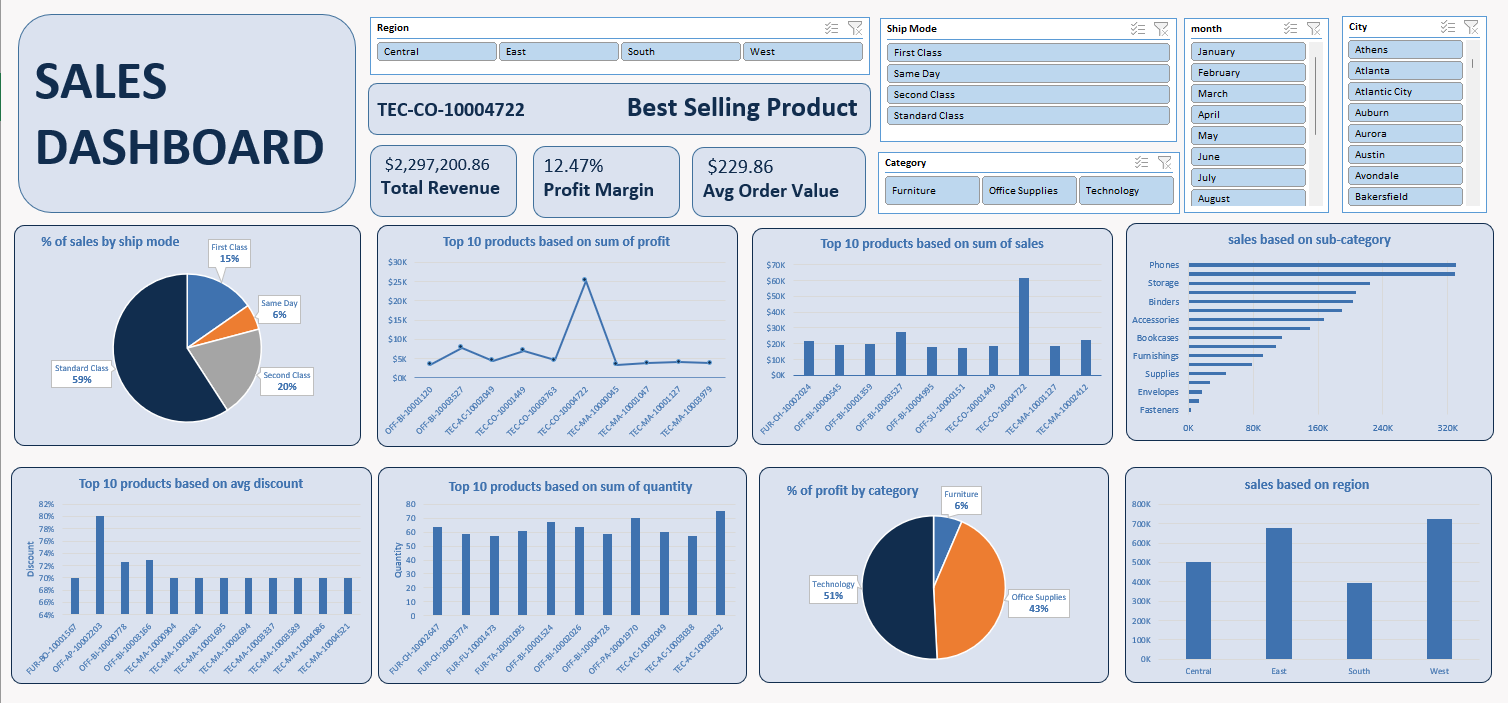 SALES
DASHBOARD
Region
Central East South West
TEC-CO-10004722 Best Selling Product
$2,297,200.86
Total Revenue
12.47%
Profit Margin
$229.86
Avg Order Value
Ship Mode
First Class
Same Day
Second Class
Standard Class
Category
Furniture Office Supplies Technology
month
January
February
March
April
May
June
July
August
City
Athens
Atlanta
Atlantic City
Auburn
Aurora
Austin
Avondale
Bakersfield
% of sales by ship mode
First Class
15%
Same Day
6%
Standard Class
59%
Second Class
20%
Top 10 products based on sum of profit
$30K
$25K
$20K
$15K
$10K
$5K
$0K
OFF-BI-10001120
OFF-BI-10003527
TEC-AC-10002049
TEC-CO-10001449
TEC-CO-10003763
TEC-CO-10004722
TEC-MA-10000045
TEC-MA-10001047
TEC-MA-10001127
TEC-MA-10003979
Top 10 products based on sum of sales
$70K
$60K
$50K
$40K
$30K
$20K
$10K
$0K
FUR-CH-10002024
OFF-BI-10000545
OFF-BI-10001359
OFF-BI-10003527
OFF-BI-10004995
OFF-SU-10000151
TEC-CO-10001449
TEC-CO-10004722
TEC-MA-10001127
TEC-MA-10002412
sales based on sub-category
Phones
Storage
Binders
Accessories
Bookcases
Furnishings
Supplies
Envelopes
Fasteners
0K 80K 160K 240K 320K
Top 10 products based on avg discount
Discount
82%
80%
78%
76%
74%
72%
70%
68%
66%
64%
FUR-BO-10001567
OFF-AP-10002203
OFF-BI-10000778
OFF-BI-10003166
TEC-MA-10000904
TEC-MA-10001681
TEC-MA-10001695
TEC-MA-10002694
TEC-MA-10003337
TEC-MA-10003589
TEC-MA-10004086
TEC-MA-10004521
Top 10 products based on sum of quantity
Quantity
80
70
60
50
40
30
20
10
0
FUR-CH-10002647
FUR-CH-10003774
FUR-FU-10001473
FUR-TA-10001095
OFF-BI-10001524
OFF-BI-10002026
OFF-BI-10004728
OFF-PA-10001970
TEC-AC-10002049
TEC-AC-10003038
TEC-AC-10003832
% of profit by category
Furniture
6%
Technology
51%
Office Supplies
43%
sales based on region
800K
700K
600K
500K
400K
300K
200K
100K
0K
Central East South West